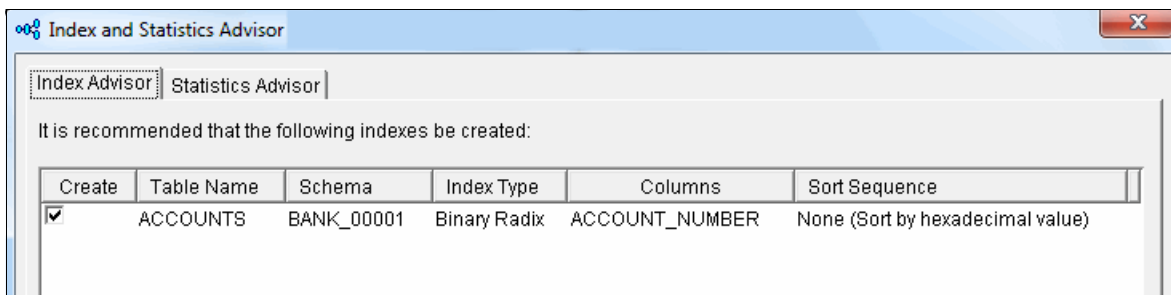 Index and Statistics Advisor
Index Advisor Statistics Advisor
It is recommended that the following indexes be created:
Create Table Name Schema Index Type Columns Sort Sequence
ACCOUNTS BANK_00001 Binary Radix ACCOUNT_NUMBER None (Sort by hexadecimal value)